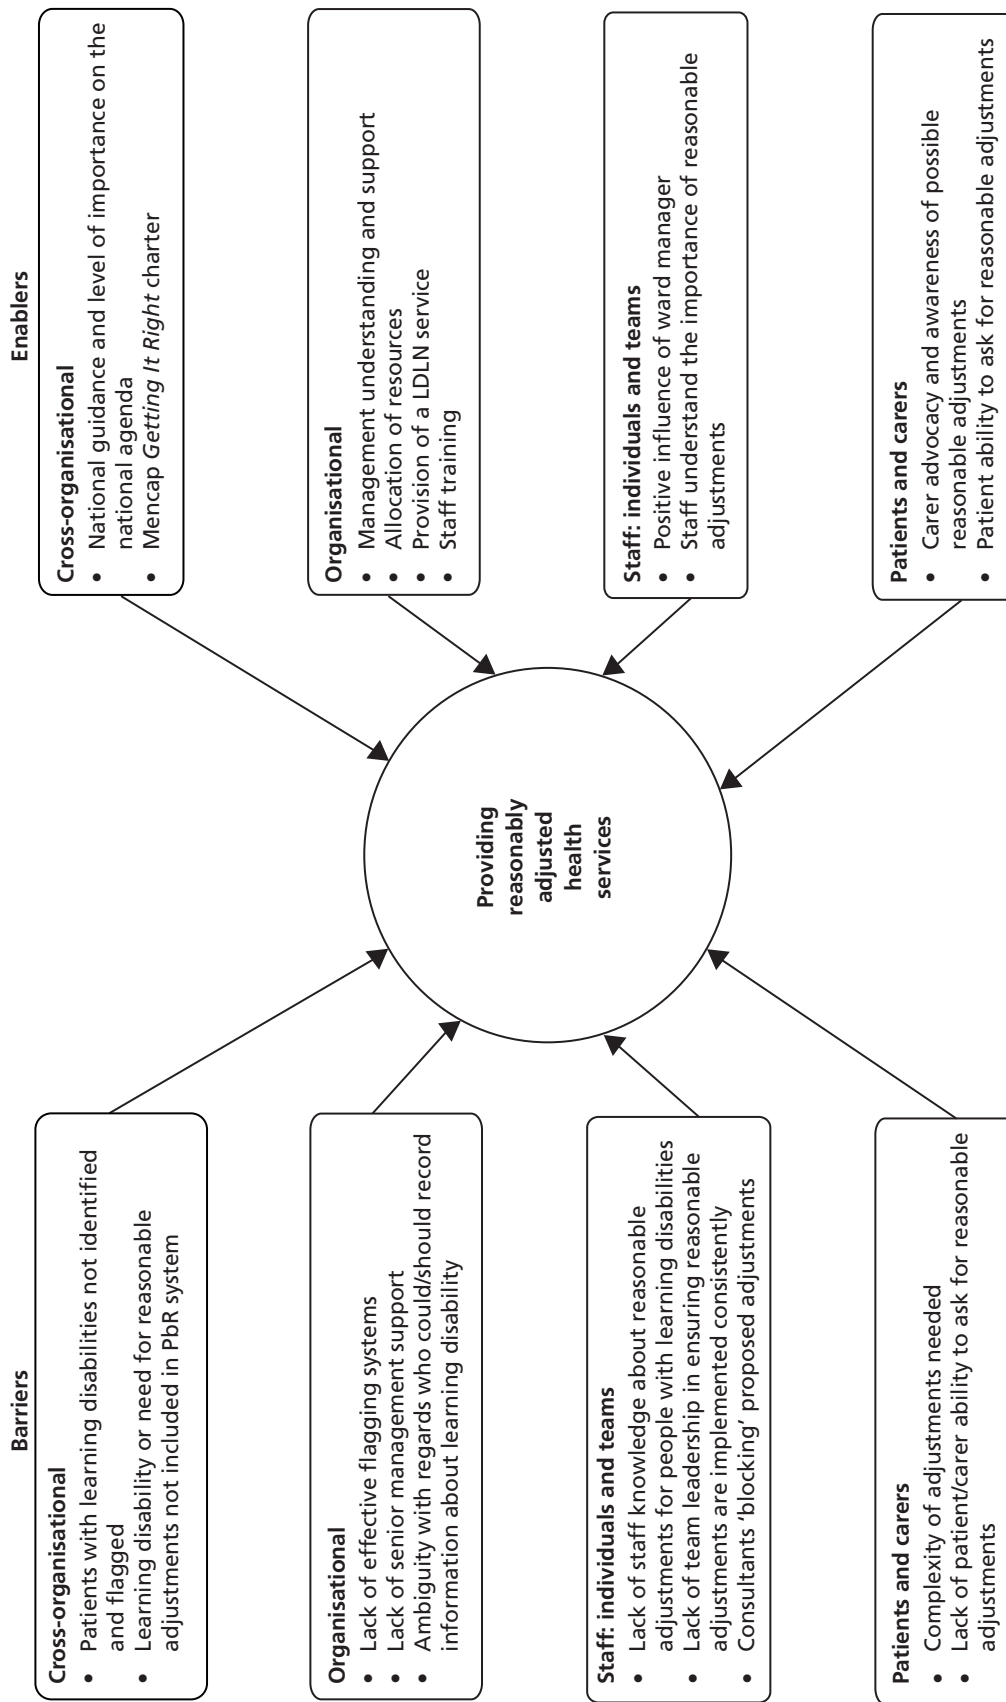 Barriers
Cross-organisational
• Patients with learning disabilities not identified
and flagged
• Learning disability or need for reasonable
adjustments not included in PbR system
Organisational
• Lack of effective flagging systems
• Lack of senior management support
• Ambiguity with regards who could/should record
information about learning disability
Staff: individuals and teams
• Lack of staff knowledge about reasonable
adjustments for people with learning disabilities
• Lack of team leadership in ensuring reasonable
adjustments are implemented consistently
• Consultants 'blocking' proposed adjustments
Patients and carers
• Complexity of adjustments needed
• Lack of patient/carer ability to ask for reasonable
adjustments
Providing
reasonably
adjusted
health
services
Enablers
Cross-organisational
• National guidance and level of importance on the
national agenda
• Mencap Getting It Right charter
Organisational
• Management understanding and support
• Allocation of resources
• Provision of a LDLN service
• Staff training
Staff: individuals and teams
• Positive influence of ward manager
• Staff understand the importance of reasonable
adjustments
Patients and carers
• Carer advocacy and awareness of possible
reasonable adjustments
• Patient ability to ask for reasonable adjustments